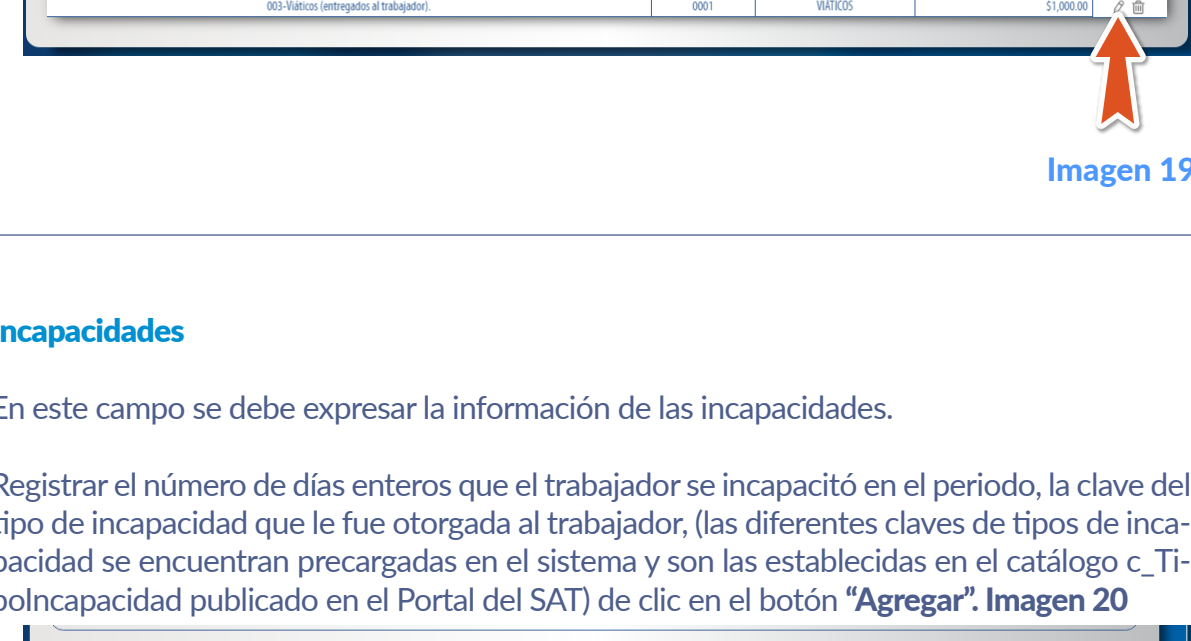 003-Viáticos (entregados al trabajador). 0001 VIÁTICOS $1,000.00
Imagen 19
ncapacidades
En este campo se debe expresar la información de las incapacidades.
Registrar el número de días enteros que el trabajador se incapacitó en el periodo, la clave del
tipo de incapacidad que le fue otorgada al trabajador, (las diferentes claves de tipos de inca-
pacidad se encuentran precargadas en el sistema y son las establecidas en el catálogo c_Ti-
poIncapacidad publicado en el Portal del SAT) de clic en el botón “Agregar”. Imagen 20